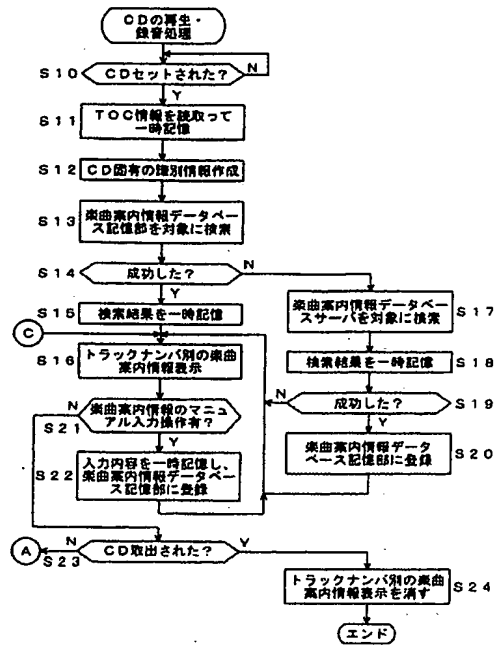 CDの再生・
録音処理
S10
CDセットされた?
N
Y
S11
TOC情報を読取って
一時記憶
S12
CD固有の識別情報作成
S13
楽曲案内情報データベー
ス記憶部を対象に検索
S14
成功した?
N
Y
S15
検索結果を一時記憶
C
S16
トラックナンバ別の楽曲
案内情報表示
楽曲案内情報データベー
スサーバを対象に検索
S17
検索結果を一時記憶
S18
N
成功した?
S19
Y
楽曲案内情報データ
ベース記憶部に登録
S20
N
S21
楽曲案内情報のマニュ
アル入力操作有?
Y
S22
入力内容を一時記憶し、
楽曲案内情報データベー
ス記憶部に登録
A
N
S23
CD取出された?
Y
トラックナンバ別の楽曲
案内情報表示を消す
S24
エンド